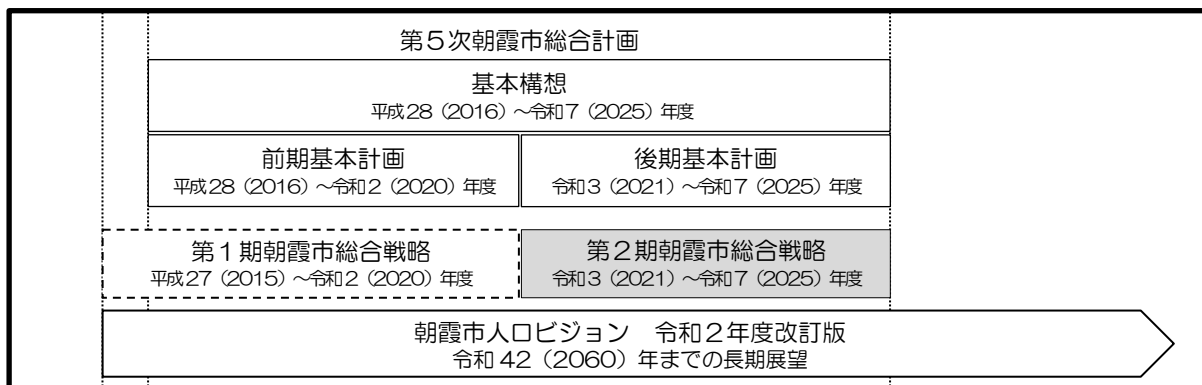 第５次朝霞市総合計画
基本構想
平成28（2016）～令和７（2025）年度
前期基本計画
平成28（2016）～令和２（2020）年度
後期基本計画
令和３（2021）～令和７（2025）年度
第１期朝霞市総合戦略
平成27（2015）～令和２（2020）年度
第２期朝霞市総合戦略
令和３（2021）～令和７（2025）年度
朝霞市人口ビジョン　令和２年度改訂版
令和 42（2060）年までの長期展望